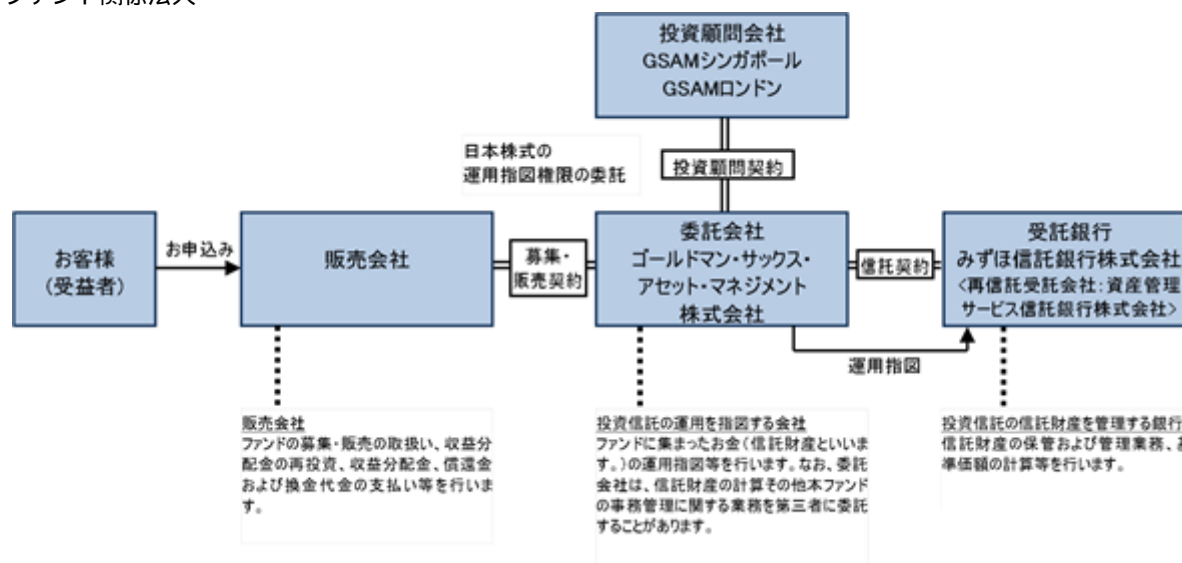 投資顧問会社
GSAMシンガポール
GSAMロンドン
日本株式の
運用指図権限の委託
投資顧問契約
お客様
(受益者)
お申込み
販売会社
募集・
販売契約
委託会社
ゴールドマン・サックス・
アセット・マネジメント
株式会社
信託契約
受託銀行
みずほ信託銀行株式会社
<再信託受託会社:資産管理
サービス信託銀行株式会社>
運用指図
販売会社
ファンドの募集・販売の取扱い、収益分
配金の再投資、収益分配金、償還金
および換金代金の支払い等を行いま
す。
投資信託の運用を指図する会社
ファンドに集まったお金(信託財産といいま
す。)の運用指図等を行います。なお、委託
会社は、信託財産の計算その他本ファンド
の事務管理に関する業務を第三者に委託
することがあります。
投資信託の信託財産を管理する銀行
信託財産の保管および管理業務、
準価額の計算等を行います。